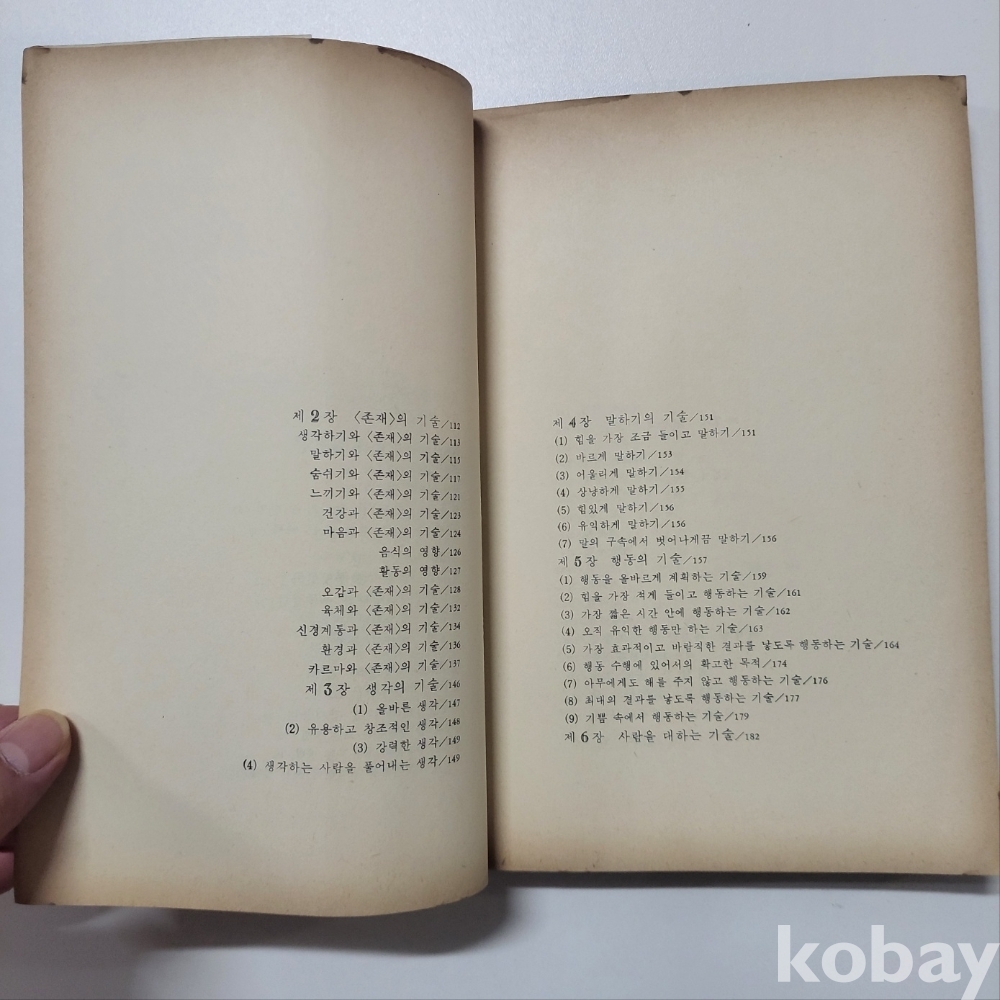 제2장 〈존재〉의 기술/112
생각하기와 〈존재〉의 기술/113
말하기와 〈존재〉의 기술/115
숨쉬기와 〈존재〉의 기술/117
느끼기와 〈존재〉의 기술/121
건강과 〈존재〉의 기술/123
마음과 〈존재〉의 기술/124
음식의 영향/126
활동의 영향/127
오감과 〈존재〉의 기술/128
육체와 〈존재〉의 기술/132
신경계통과 〈존재〉의 기술/134
환경과 〈존재〉의 기술/136
카르마와 〈존재〉의 기술/137
제3장 생각의 기술/146
(1) 올바른 생각/147
(2) 유용하고 창조적인 생각/148
(3) 강력한 생각/149
(4) 생각하는 사람을 풀어내는 생각/149
제4장 말하기의 기술/151
(1) 힘을 가장 조금 들이고 말하기/151
(2) 바르게 말하기/153
(3) 어울리게 말하기/154
(4) 상냥하게 말하기/155
(5) 힘있게 말하기/156
(6) 유익하게 말하기/156
(7) 말의 구속에서 벗어나게끔 말하기/156
제5장 행동의 기술/157
(1) 행동을 올바르게 계획하는 기술/159
(2) 힘을 가장 적게 들이고 행동하는 기술/161
(3) 가장 짧은 시간 안에 행동하는 기술/162
(4) 오직 유익한 행동만 하는 기술/163
(5) 가장 효과적이고 바람직한 결과를 낳도록 행동하는 기술/164
(6) 행동 수행에 있어서의 확고한 목적/174
(7) 아무에게도 해를 주지 않고 행동하는 기술/176
(8) 최대의 결과를 낳도록 행동하는 기술/177
(9) 기쁨 속에서 행동하는 기술/179
제6장 사람을 대하는 기술/182
kobay